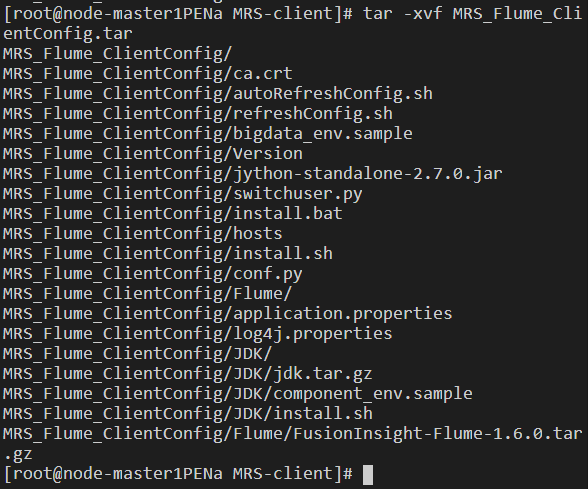 [root@node-master1PENa MRS-client]# tar -xvf MRS_Flume_Cli
entConfig.tar
MRS_Flume_ClientConfig/
MRS_Flume_ClientConfig/ca.crt
MRS_Flume_ClientConfig/autoRefreshConfig.sh
MRS_Flume_ClientConfig/refreshConfig.sh
MRS_Flume_ClientConfig/bigdata_env.sample
MRS_Flume_ClientConfig/Version
MRS_Flume_ClientConfig/jython-standalone-2.7.0.jar
MRS_Flume_ClientConfig/switchuser.py
MRS_Flume_ClientConfig/install.bat
MRS_Flume_ClientConfig/hosts
MRS_Flume_ClientConfig/install.sh
MRS_Flume_ClientConfig/conf.py
MRS_Flume_ClientConfig/Flume/
MRS_Flume_ClientConfig/application.properties
MRS_Flume_ClientConfig/log4j.properties
MRS_Flume_ClientConfig/JDK/
MRS_Flume_ClientConfig/JDK/jdk.tar.gz
MRS_Flume_ClientConfig/JDK/component_env.sample
MRS_Flume_ClientConfig/JDK/install.sh
MRS_Flume_ClientConfig/Flume/FusionInsight-Flume-1.6.0.tar
.gz
[root@node-master1PENa MRS-client]#